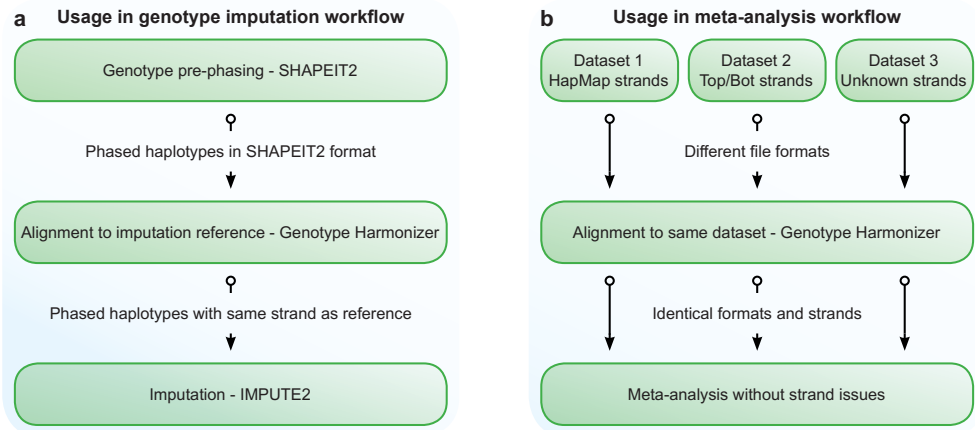 a Usage in genotype imputation workflow
Genotype pre-phasing - SHAPEIT2
Phased haplotypes in SHAPEIT2 format
Alignment to imputation reference - Genotype Harmonizer
Phased haplotypes with same strand as reference
Imputation - IMPUTE2
b Usage in meta-analysis workflow
Dataset 1
HapMap strands
Dataset 2
Top/Bot strands
Dataset 3
Unknown strands
Different file formats
Alignment to same dataset - Genotype Harmonizer
Identical formats and strands
Meta-analysis without strand issues